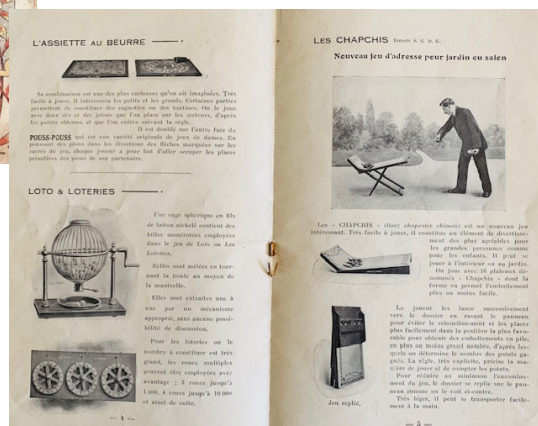 L'ASSIETTE AU BEURRE
Sa combinaison est une des plus curieuses qu'on ait imaginées. Très
facile à jouer, il intéressera les petits et les grands. Certaines parties
permettent de constituer des cagnottes ou des loteries. On le joue
avec deux dés et des jetons que l'on place sur les secteurs, d'après
les points obtenus, et que l'on enlève suivant la règle.
Il est doublé sur l'autre face du
POUSS-POUSS qui est une variété originale de jeux de dames. En
poussant des pions dans les directions des flèches marquées sur les
carrés du jeu, chaque joueur a pour but d'aller occuper les places
primitives des pions de son partenaire.
LOTO & LOTERIES
Une cage sphérique en fils
de laiton nickelé contient des
billes numérotées employées
dans le jeu de Loto ou Les
Loteries.
Celles sont mêlées en tour-
nant la boule au moyen de
la manivelle.
Elles sont extraites une à
une par un mécanisme
approprié, sans aucune possi-
bilité de discussion.
Pour les loteries ou le
nombre à constituer est très
grand, les roues multiples
peuvent être employées avec
avantage : 3 roues jusqu'à
1.000, 4 roues jusqu'à 10.000
et ainsi de suite.
— 4 —
LES CHAPCHIS Breveté S. G. D. G.
Nouveau jeu d'adresse pour jardin ou salon
Les « CHAPCHIS » (lisez chapeaux chinois) est un nouveau jeu
intéressant. Très facile à jouer, il constitue un élément de divertisse-
ment des plus agréables pour
les grandes personnes comme
pour les enfants. Il peut se
jouer à l'intérieur ou au jardin.
On joue avec 18 plateaux dé-
nommés « Chapchis » dont la
forme en permet l'emboîtement
plus ou moins facile.
Le joueur les lance successivement
vers le dossier en rasant le panneau
pour éviter le rebondissement et les placer
plus facilement dans la position la plus favo-
rable pour obtenir des emboîtements en pile,
en plus ou moins grand nombre, d'après les-
quels on détermine le nombre des points ga-
gnés. La règle, très explicite, précise la ma-
nière de jouer et de compter les points.
Pour réduire au minimum l'encombre-
ment du jeu, le dossier se replie sur le pan-
neau comme on le voit ci-contre.
Très léger, il peut se transporter facile-
ment à la main.
Jeu replié.
— 5 —